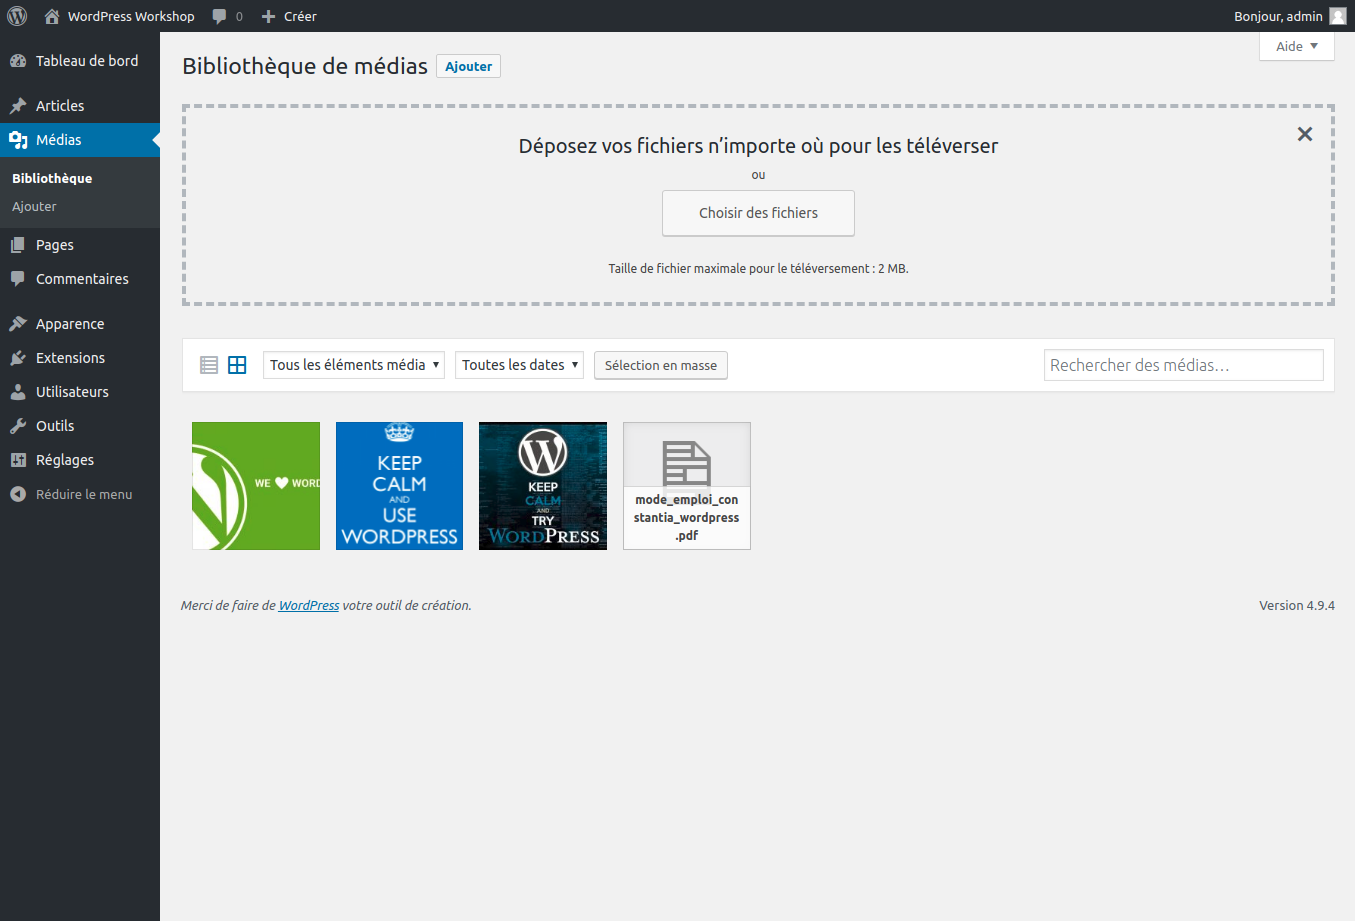 WordPress Workshop
0
Créer
Bonjour, admin
Aide
Tableau de bord
Articles
Médias
Bibliothèque
Ajouter
Pages
Commentaires
Apparence
Extensions
Utilisateurs
Outils
Réglages
Réduire le menu
Bibliothèque de médias
Ajouter
Déposez vos fichiers n’importe où pour les téléverser
ou
Choisir des fichiers
Taille de fichier maximale pour le téléversement : 2 MB.
Tous les éléments média
Toutes les dates
Sélection en masse
Rechercher des médias…
WE WORD
KEEP
CALM
AND
USE
WORDPRESS
KEEP
CALM
AND
TRY
WORDPRESS
mode_emploi_con
stantia_wordpress
.pdf
Merci de faire de WordPress votre outil de création.
Version 4.9.4